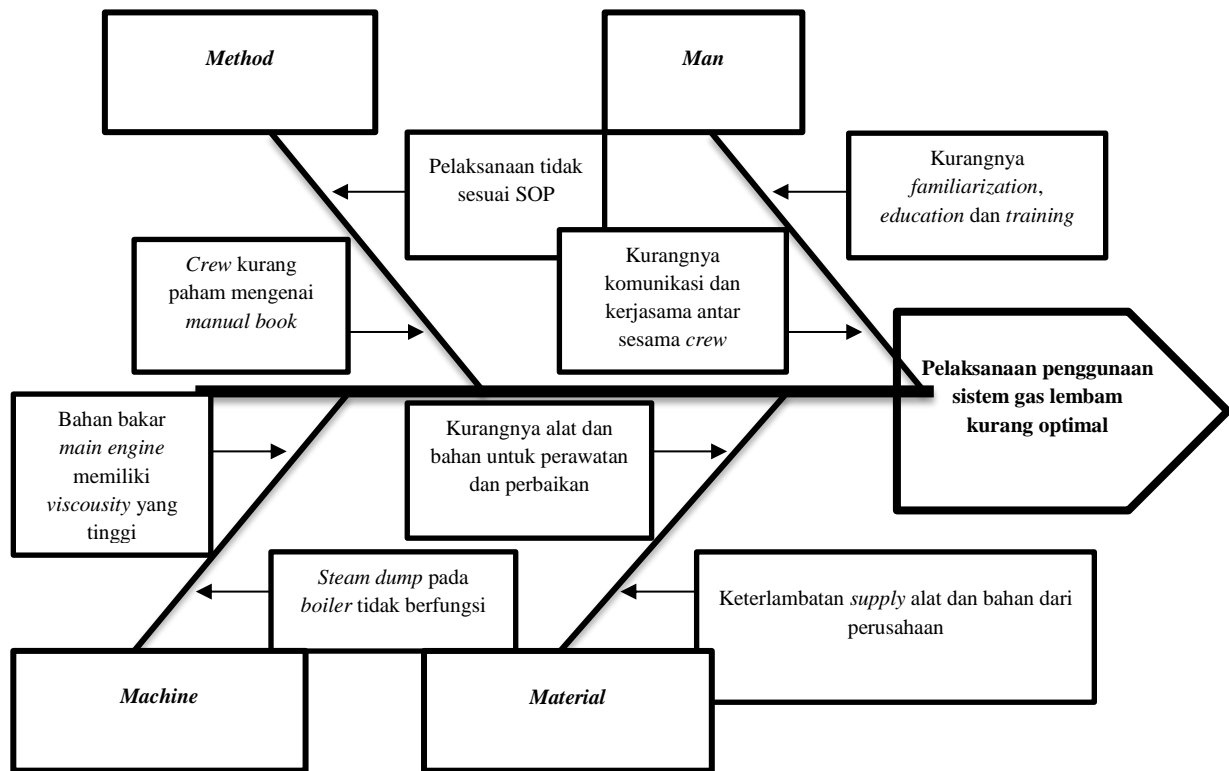 Method
Man
Pelaksanaan tidak
sesuai SOP
Kurangnya
familiarization,
education dan training
Crew kurang
paham mengenai
manual book
Kurangnya
komunikasi dan
kerjasama antar
sesama crew
Pelaksanaan penggunaan
sistem gas lembam
kurang optimal
Bahan bakar
main engine
memiliki
viscousity yang
tinggi
Kurangnya alat dan
bahan untuk perawatan
dan perbaikan
Steam dump pada
boiler tidak berfungsi
Keterlambatan supply alat dan bahan dari
perusahaan
Machine
Material